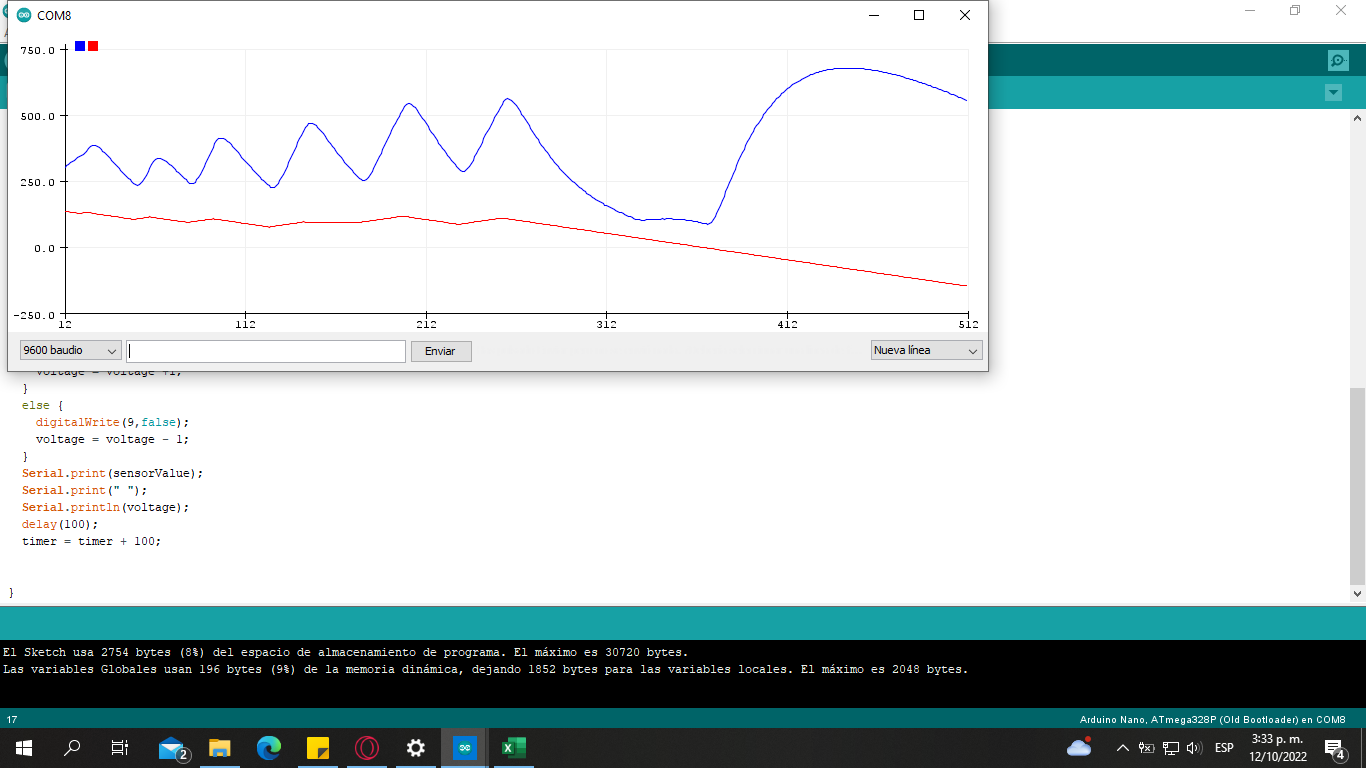 COM8
750.0
500.0
250.0
0.0
-250.0
12 112 212 312 412 512
9600 baudio Enviar Nueva línea
voltage = voltage +1;
}
else {
digitalWrite(9,false);
voltage = voltage - 1;
}
Serial.print(sensorValue);
Serial.print(" ");
Serial.println(voltage);
delay(100);
timer = timer + 100;
}
El Sketch usa 2754 bytes (8%) del espacio de almacenamiento de programa. El máximo es 30720 bytes.
Las variables Globales usan 196 bytes (9%) de la memoria dinámica, dejando 1852 bytes para las variables locales. El máximo es 2048 bytes.
17 Arduino Nano, ATmega328P (Old Bootloader) en COM8
2 ESP 3:33 p. m.
12/10/2022 4